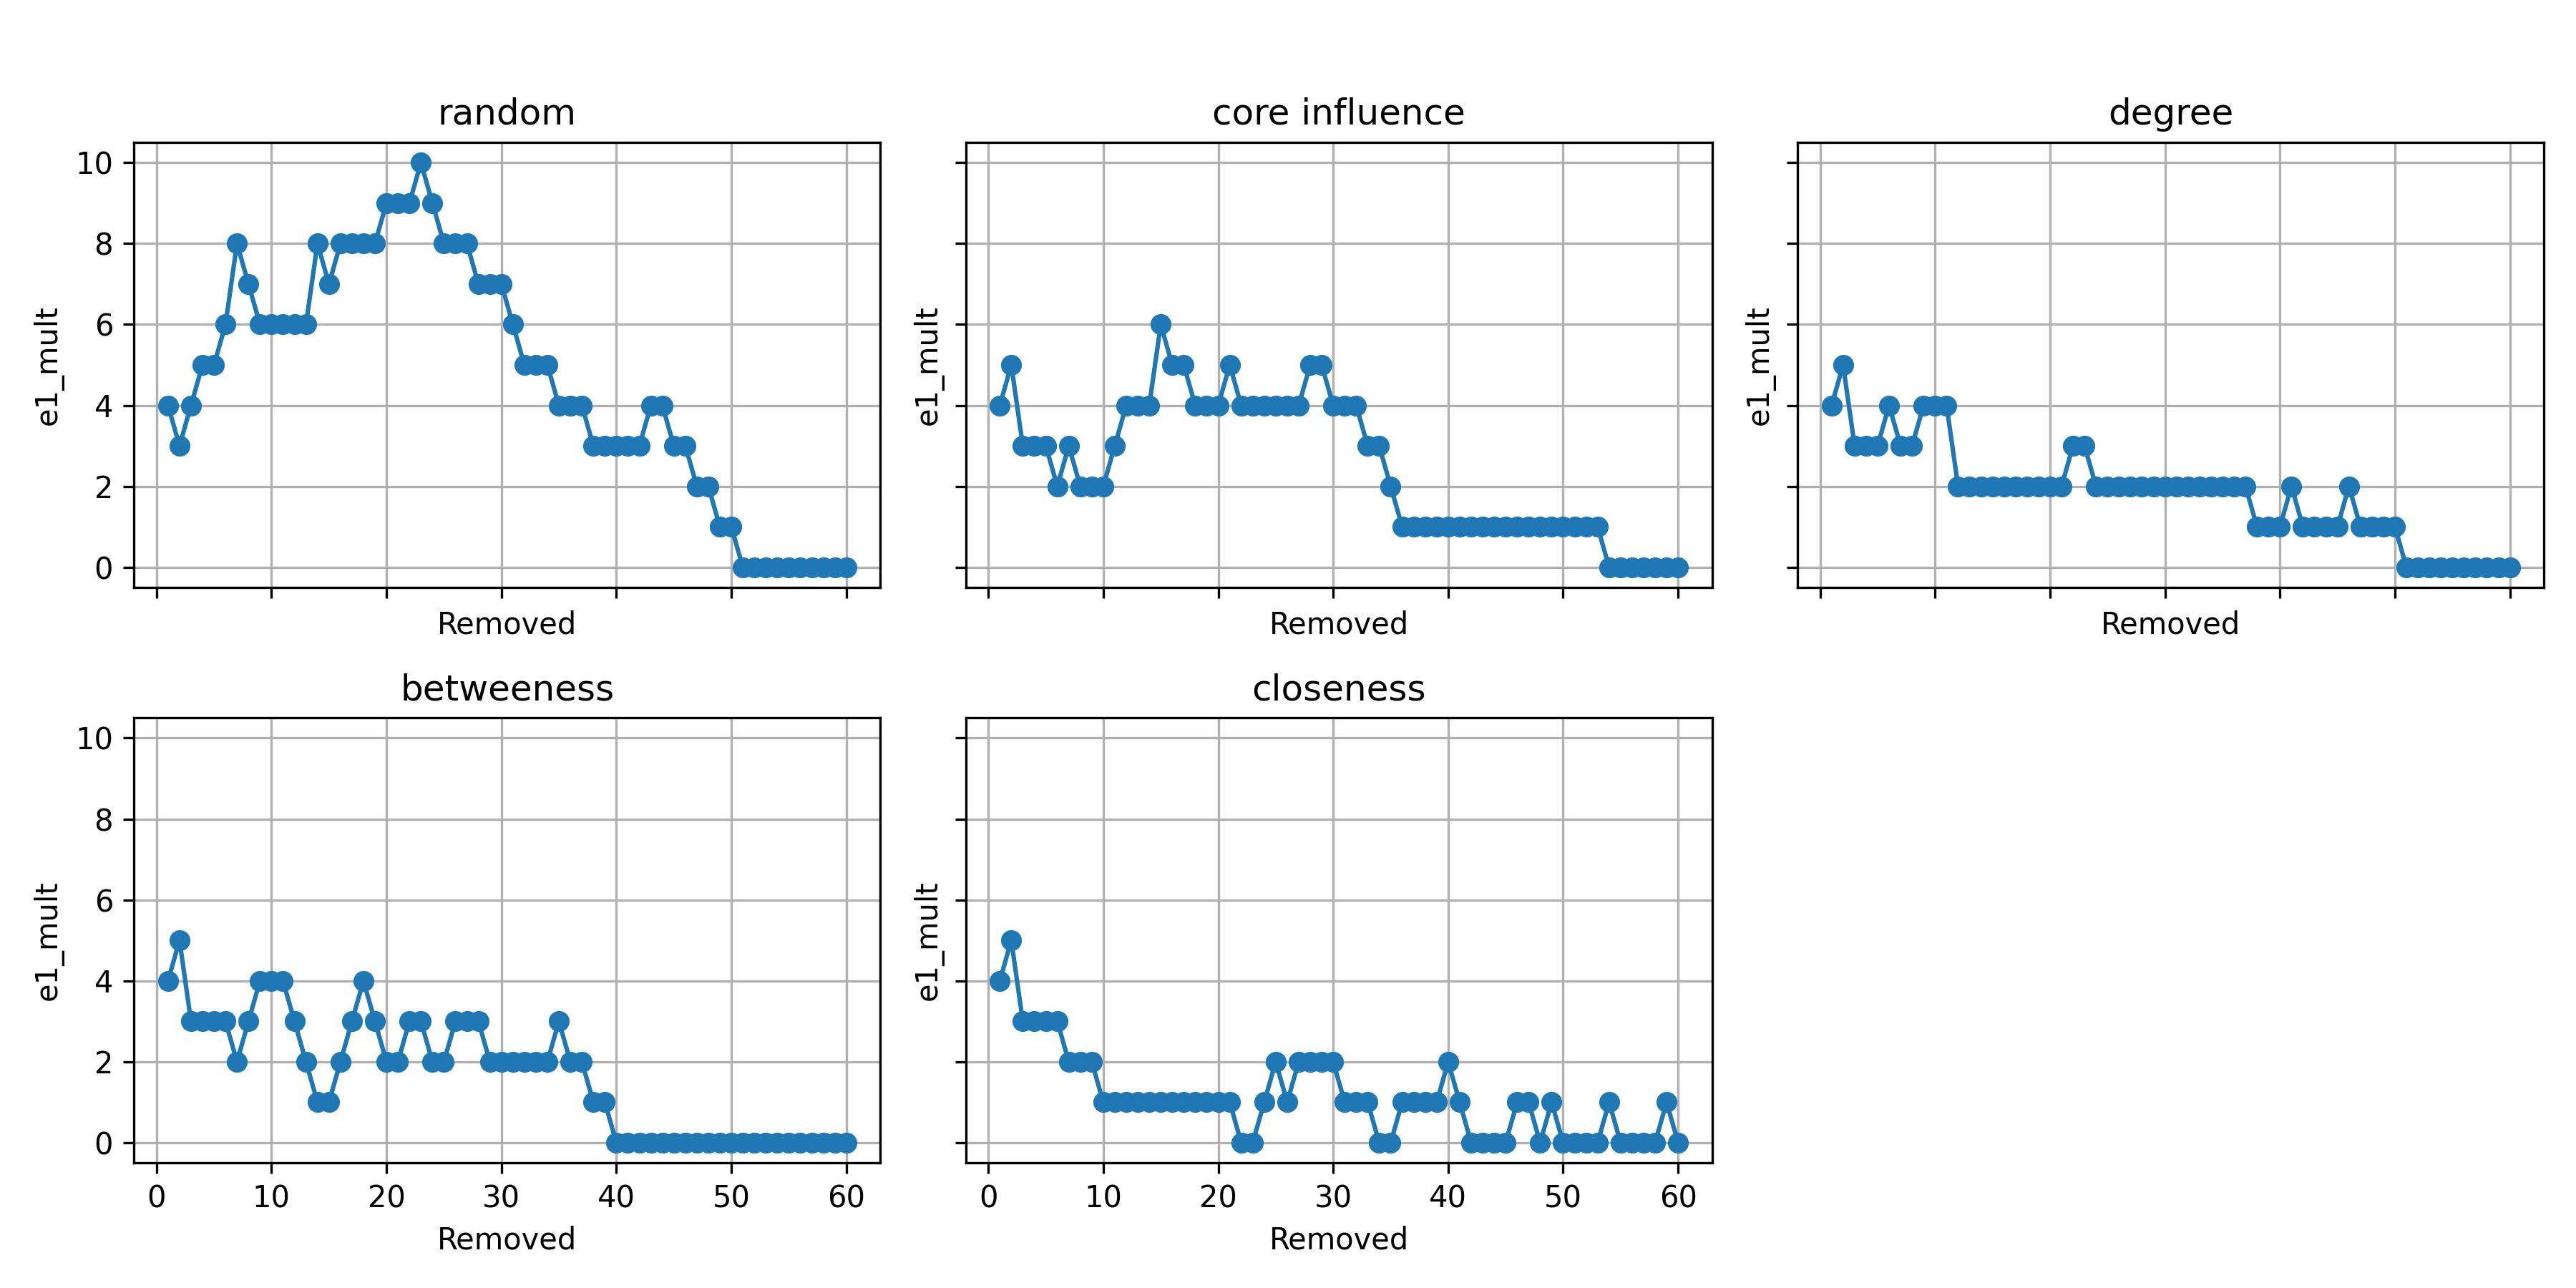 random
core influence
degree
10
8
6
4
2
0
e1_mult
e1_mult
e1_mult
Removed
Removed
Removed
betweeness
closeness
10
8
6
4
2
0
e1_mult
e1_mult
0 10 20 30 40 50 60
0 10 20 30 40 50 60
Removed
Removed